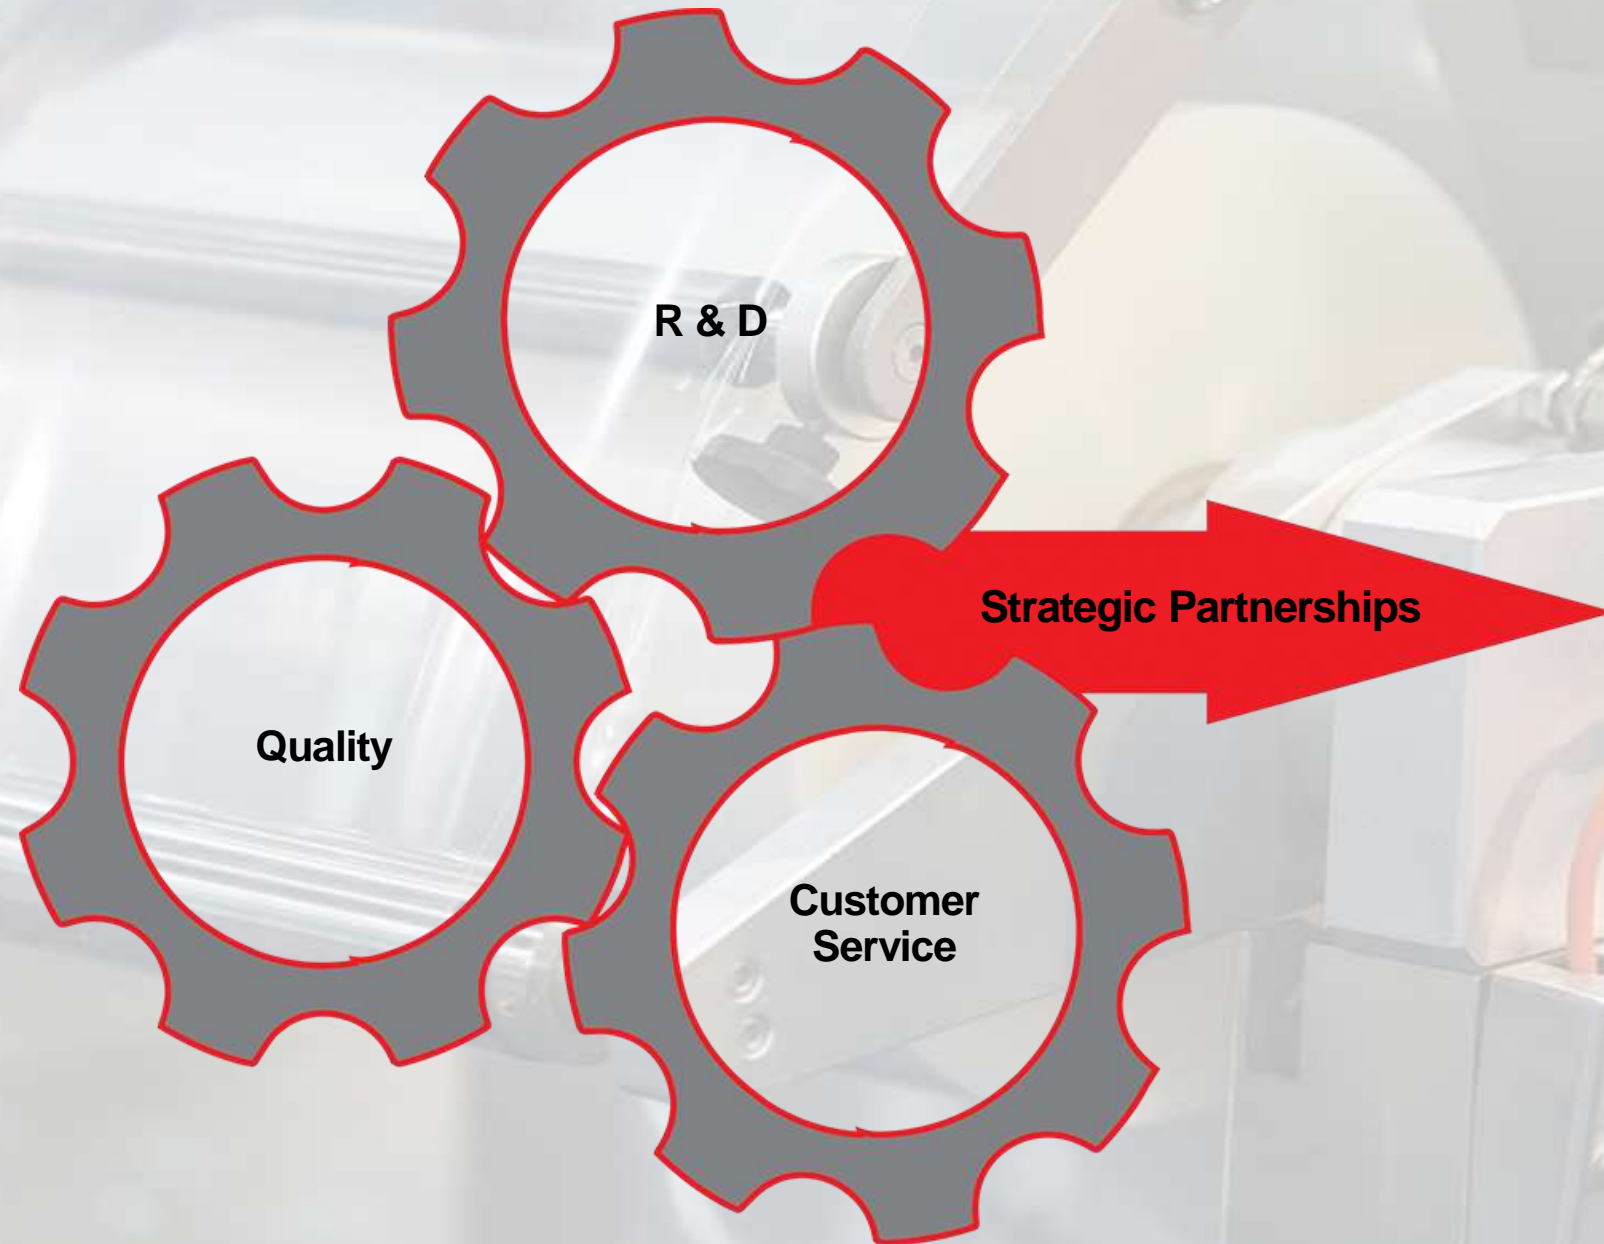 R & D
Strategic Partnerships
Quality
Customer
Service